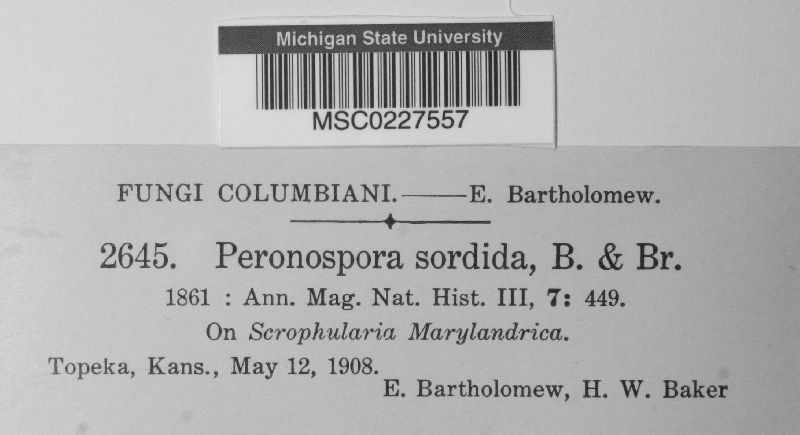 Michigan State University
MSC0227557
FUNGI COLUMBIANI.——E. Bartholomew.
2645. Peronospora sordida, B. & Br.
1861 : Ann. Mag. Nat. Hist. III, 7: 449.
On Scrophularia Marylandrica.
Topeka, Kans., May 12, 1908.
E. Bartholomew, H. W. Baker